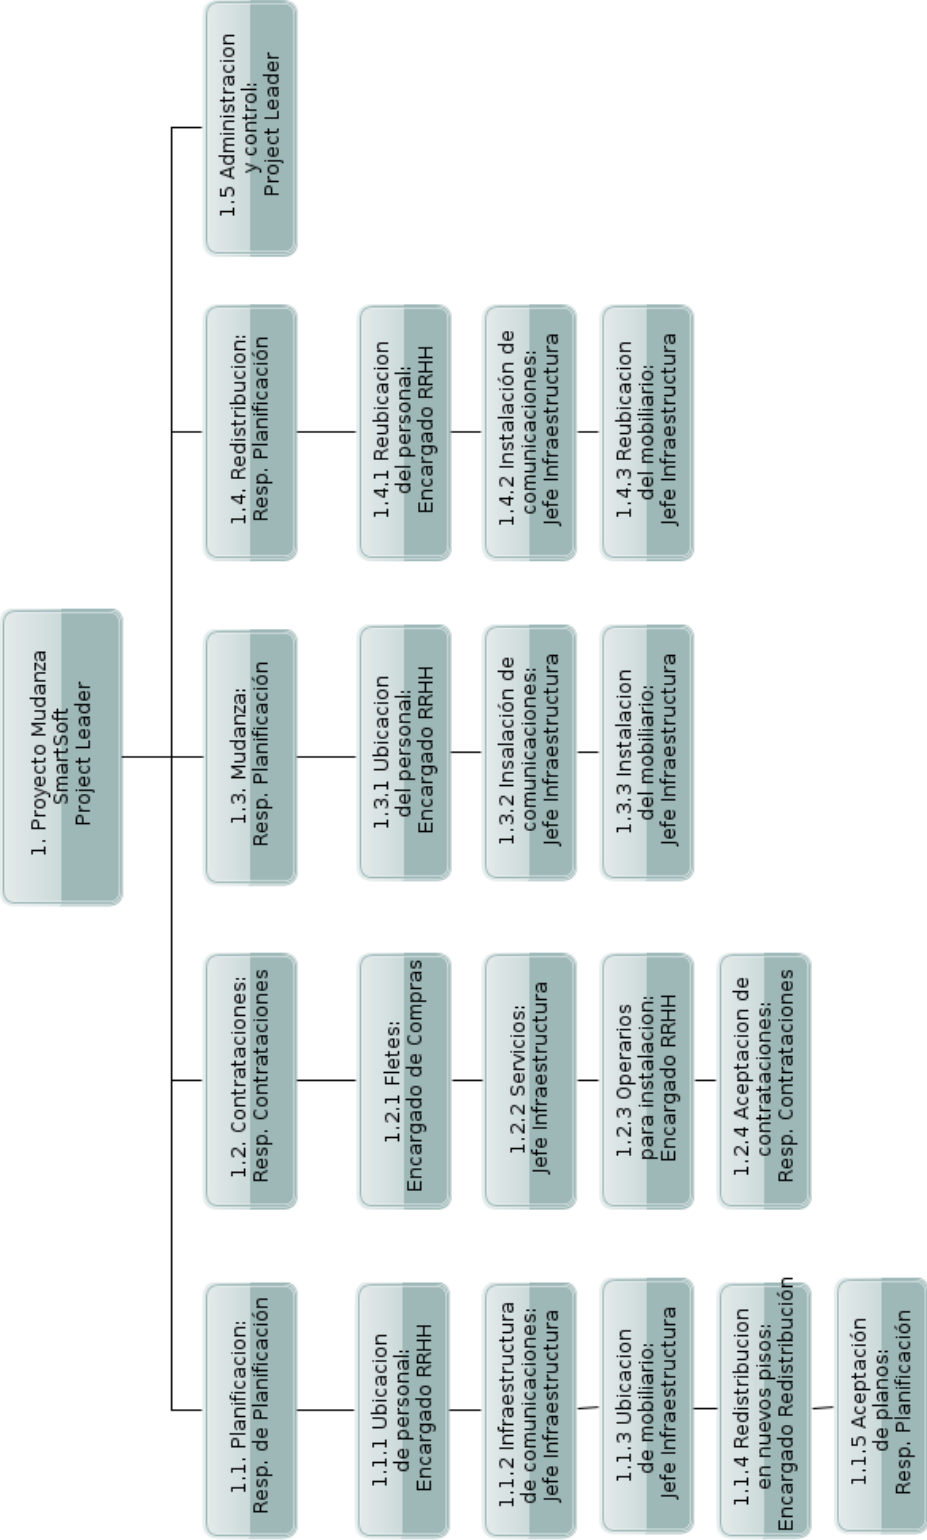 1. Proyecto Mudanza
SmartSoft
Project Leader
1.1. Planificacion:
Resp. de Planificación
1.1.1 Ubicacion
de personal:
Encargado RRHH
1.1.2 Infraestructura
de comunicaciones:
Jefe Infraestructura
1.1.3 Ubicacion
de mobiliario:
Jefe Infraestructura
1.1.4 Redistribucion
en nuevos pisos:
Encargado Redistribución
1.1.5 Aceptación
de planos:
Resp. Planificación
1.2. Contrataciones:
Resp. Contrataciones
1.2.1 Fletes:
Encargado de Compras
1.2.2 Servicios:
Jefe Infraestructura
1.2.3 Operarios
para instalacion:
Encargado RRHH
1.2.4 Aceptacion de
contrataciones:
Resp. Contrataciones
1.3. Mudanza:
Resp. Planificación
1.3.1 Ubicacion
del personal:
Encargado RRHH
1.3.2 Insalación de
comunicaciones:
Jefe Infraestructura
1.3.3 Instalacion
del mobiliario:
Jefe Infraestructura
1.4. Redistribucion:
Resp. Planificación
1.4.1 Reubicacion
del personal:
Encargado RRHH
1.4.2 Instalación de
comunicaciones:
Jefe Infraestructura
1.4.3 Reubicacion
del mobiliario:
Jefe Infraestructura
1.5 Administracion
y control:
Project Leader